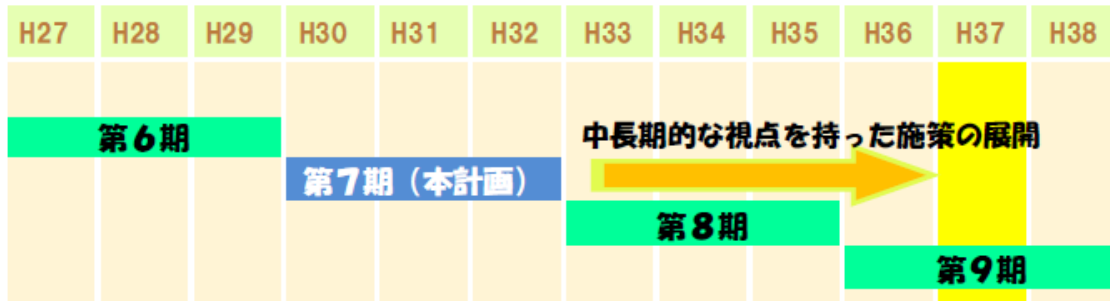 H27 H28 H29 H30 H31 H32 H33 H34 H35 H36 H37 H38
第6期
中長期的な視点を持った施策の展開
第7期（本計画）
第8期
第9期